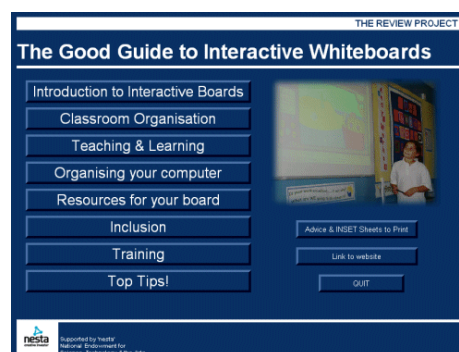 THE REVIEW PROJECT
The Good Guide to Interactive Whiteboards
Introduction to Interactive Boards
Classroom Organisation
Teaching & Learning
Organising your computer
Resources for your board
Inclusion
Training
Top Tips!
Advice & INSET Sheets to Print
Link to website
QUIT
nesta
Supported by 'nesta'
National Endowment for